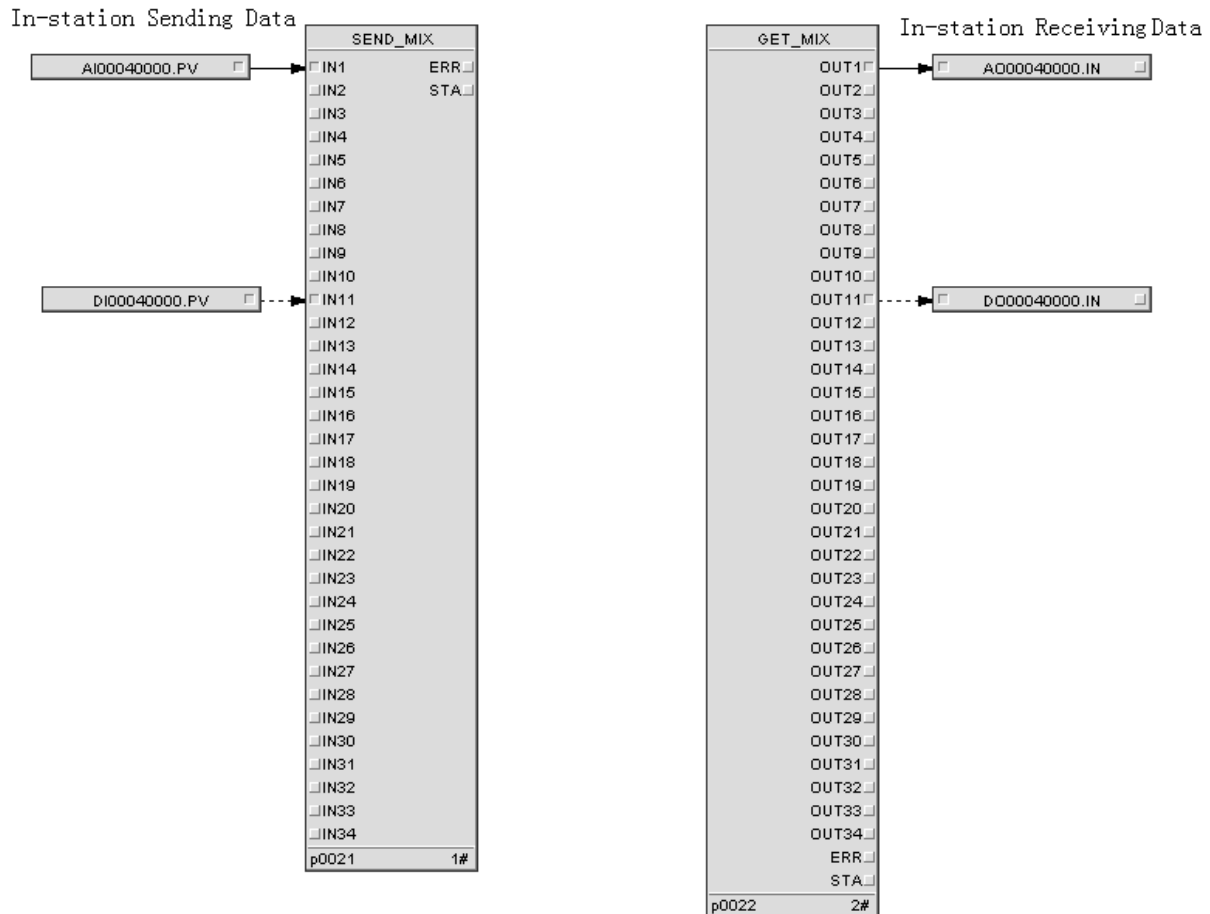 In-station Sending Data
SEND_MIX
AI00040000.PV
IN1 ERR
IN2 STA
IN3
IN4
IN5
IN6
IN7
IN8
IN9
IN10
DI00040000.PV
IN11
IN12
IN13
IN14
IN15
IN16
IN17
IN18
IN19
IN20
IN21
IN22
IN23
IN24
IN25
IN26
IN27
IN28
IN29
IN30
IN31
IN32
IN33
IN34
p0021 1#
In-station Receiving Data
GET_MIX
OUT1
AO00040000.IN
OUT2
OUT3
OUT4
OUT5
OUT6
OUT7
OUT8
OUT9
OUT10
OUT11
DO00040000.IN
OUT12
OUT13
OUT14
OUT15
OUT16
OUT17
OUT18
OUT19
OUT20
OUT21
OUT22
OUT23
OUT24
OUT25
OUT26
OUT27
OUT28
OUT29
OUT30
OUT31
OUT32
OUT33
OUT34
ERR
STA
p0022 2#